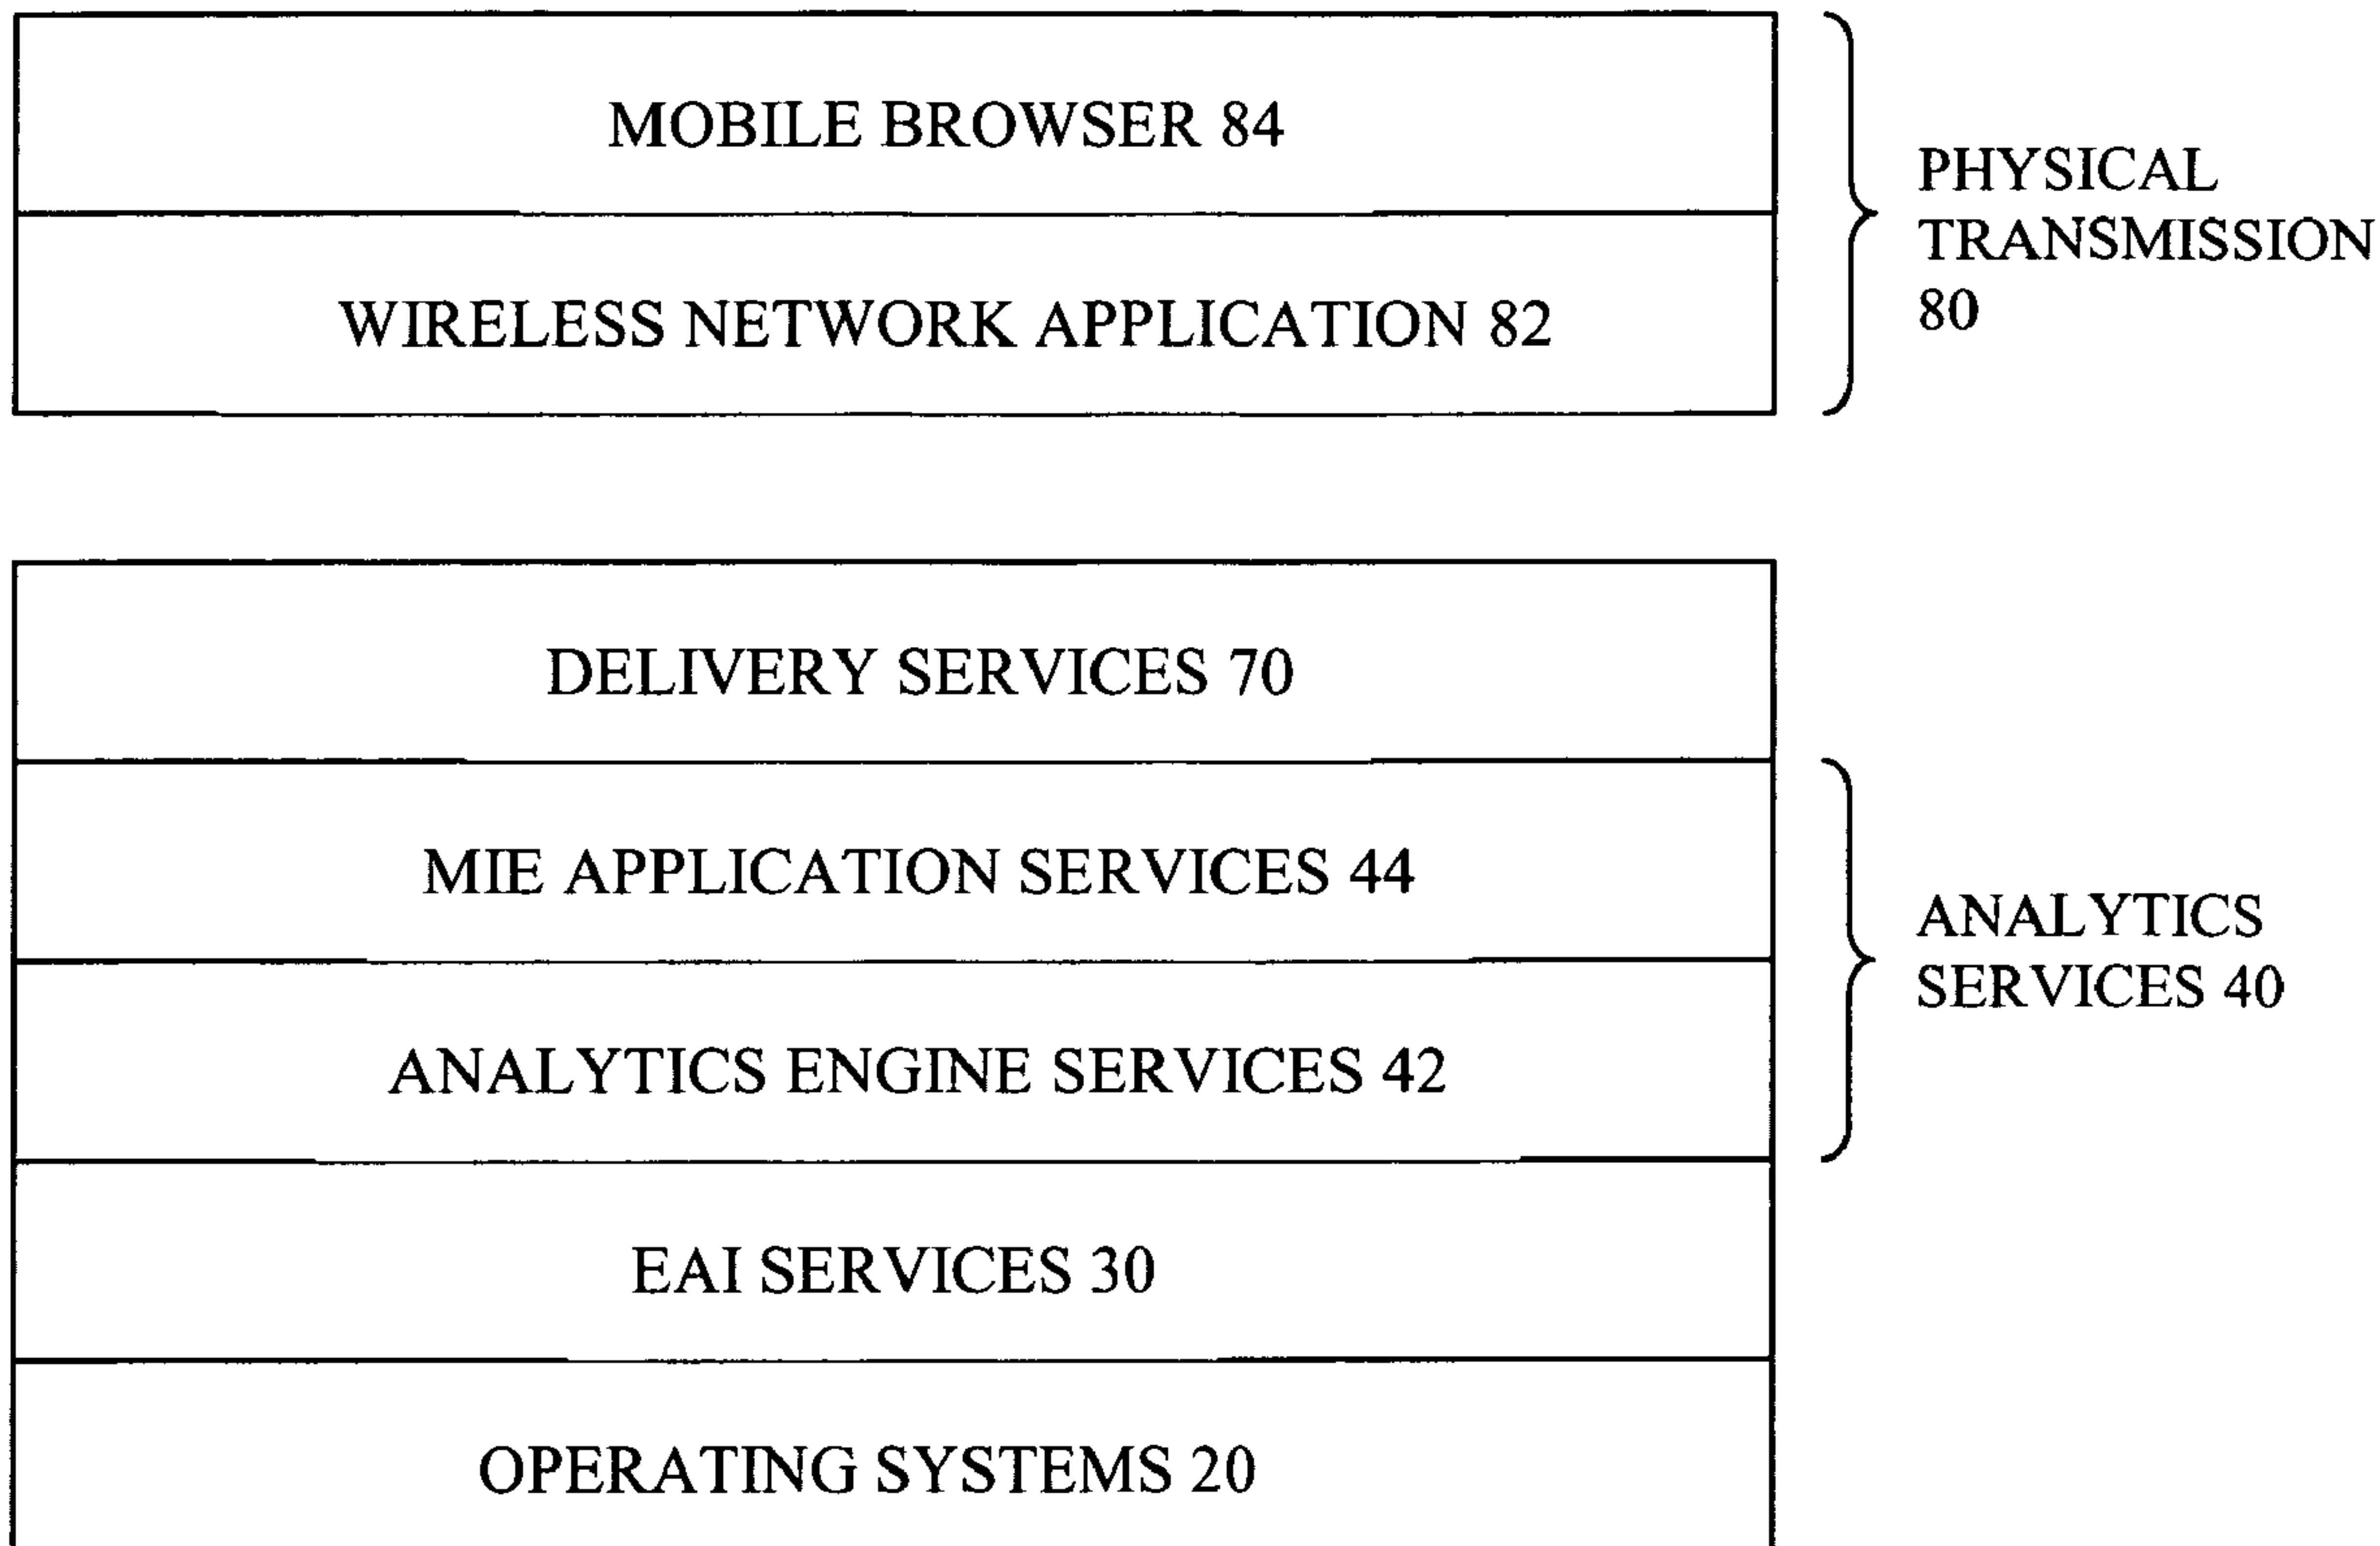 MOBILE BROWSER 84
WIRELESS NETWORK APPLICATION 82
PHYSICAL
TRANSMISSION
80
DELIVERY SERVICES 70
MIE APPLICATION SERVICES 44
ANALYTICS ENGINE SERVICES 42
ANALYTICS
SERVICES 40
EAI SERVICES 30
OPERATING SYSTEMS 20